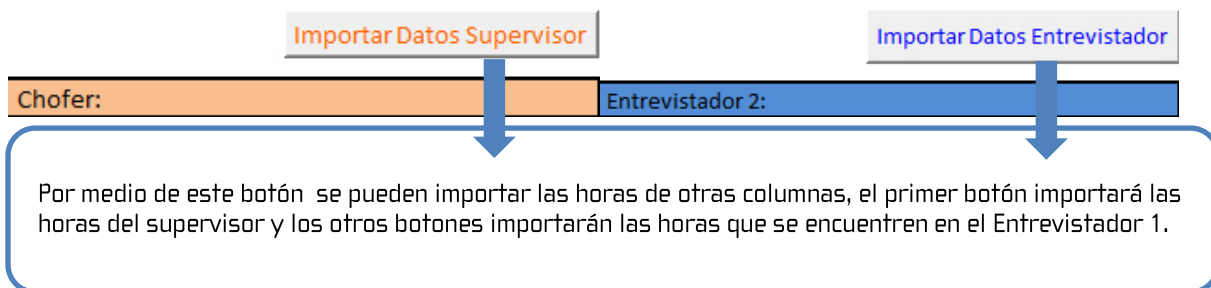 Importar Datos Supervisor
Importar Datos Entrevistador
Chofer:
Entrevistador 2:
Por medio de este botón se pueden importar las horas de otras columnas, el primer botón importará las
horas del supervisor y los otros botones importarán las horas que se encuentren en el Entrevistador 1.